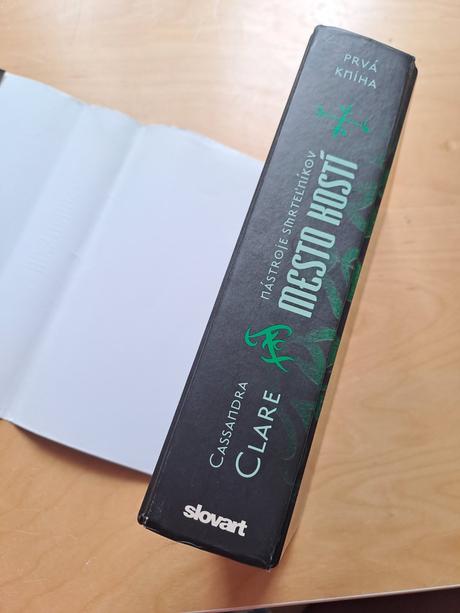 PRVÁ
KNIHA
NÁSTROJE SMRTEĽNÍKOV
MESTO KOSTÍ
CASSANDRA
CLARE
slovart